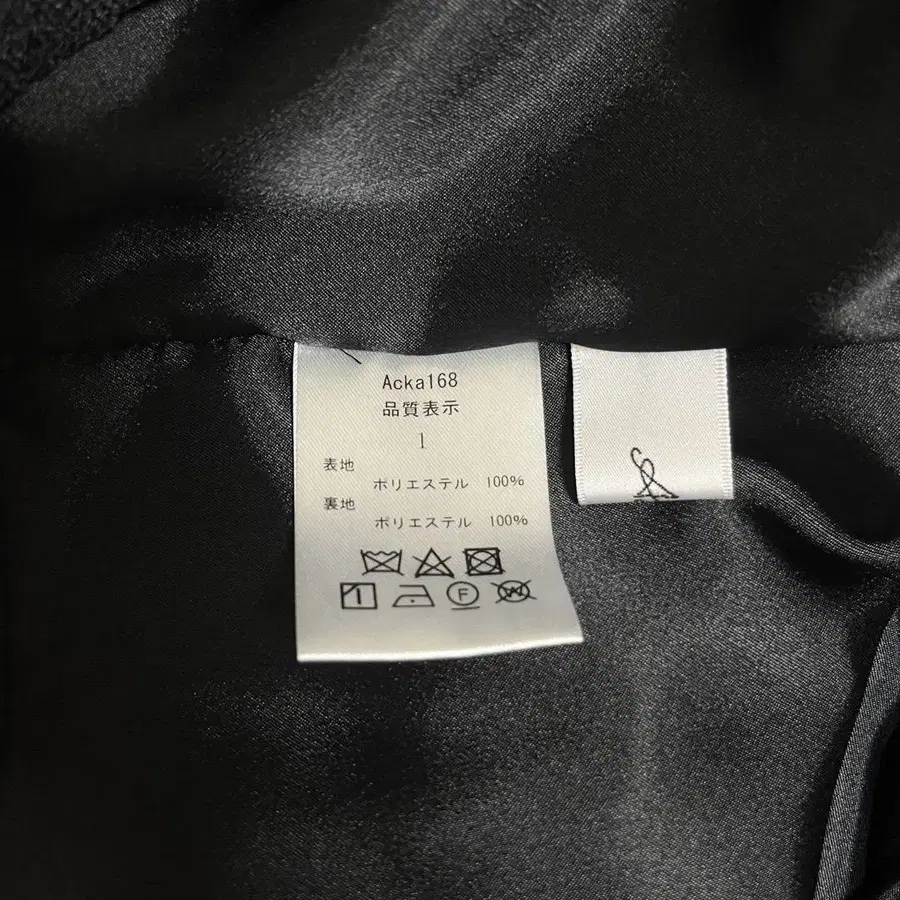 Acka168
品質表示
1
表地
ポリエステル 100%
裏地
ポリエステル 100%
F
W